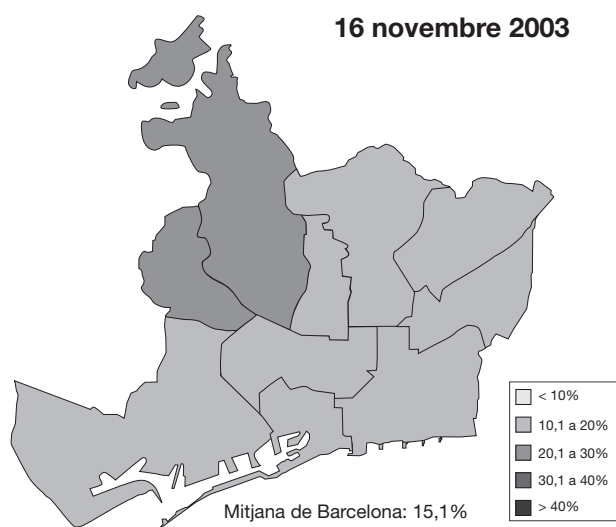 16 novembre 2003
< 10%
10,1 a 20%
20,1 a 30%
30,1 a 40%
> 40%
Mitjana de Barcelona: 15,1%